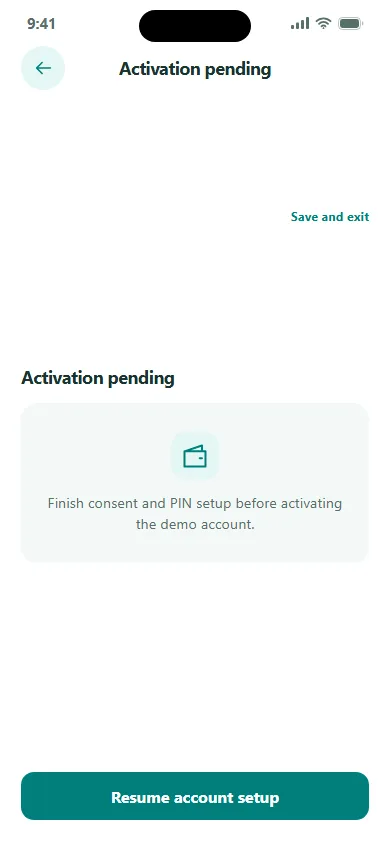 9:41
Activation pending
Save and exit
Activation pending
Finish consent and PIN setup before activating
the demo account.
Resume account setup